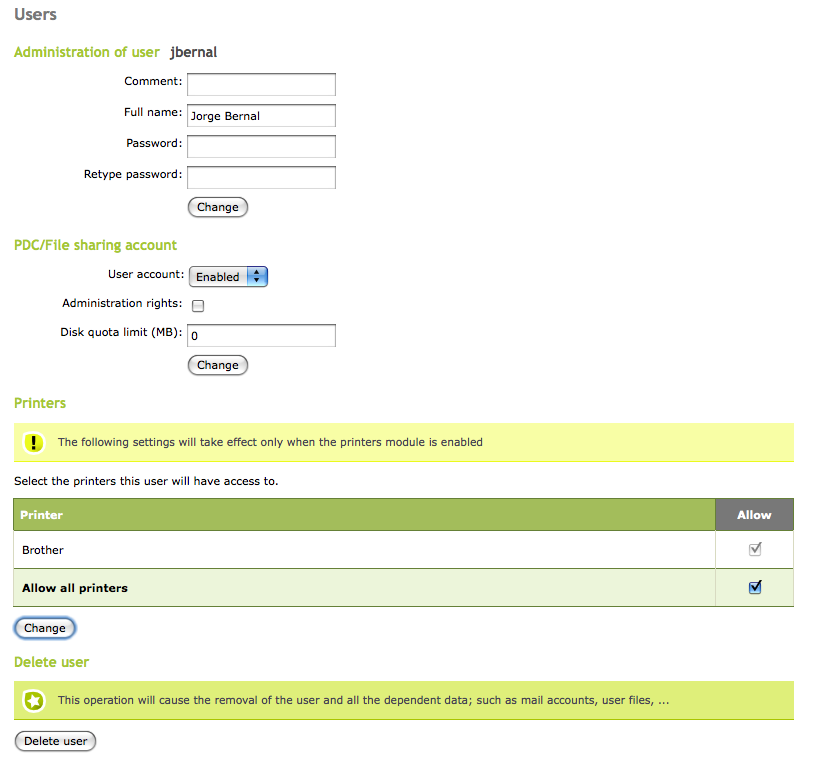 Users
Administration of user jbernal
Comment:
Full name: Jorge Bernal
Password:
Retype password:
Change
PDC/File sharing account
User account: Enabled
Administration rights:
Disk quota limit (MB): 0
Change
Printers
The following settings will take effect only when the printers module is enabled
Select the printers this user will have access to.
Printer Allow
Brother
Allow all printers
Change
Delete user
This operation will cause the removal of the user and all the dependent data; such as mail accounts, user files, ...
Delete user